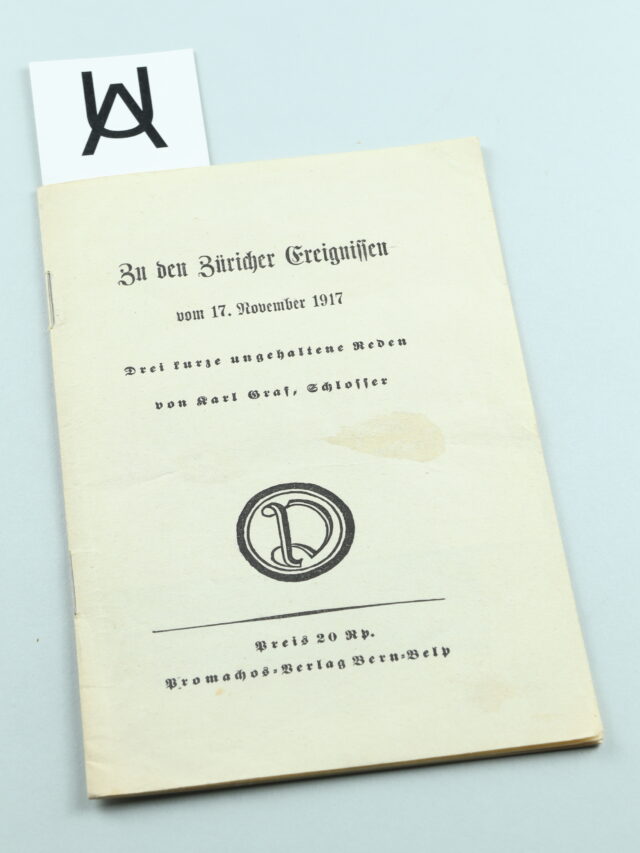 Zu den Züricher Ereignissen
vom 17. November 1917
Drei kurze ungehaltene Reden
von Karl Graf, Schlosser
Preis 20 Rp.
Promachos-Verlag Bern-Belp